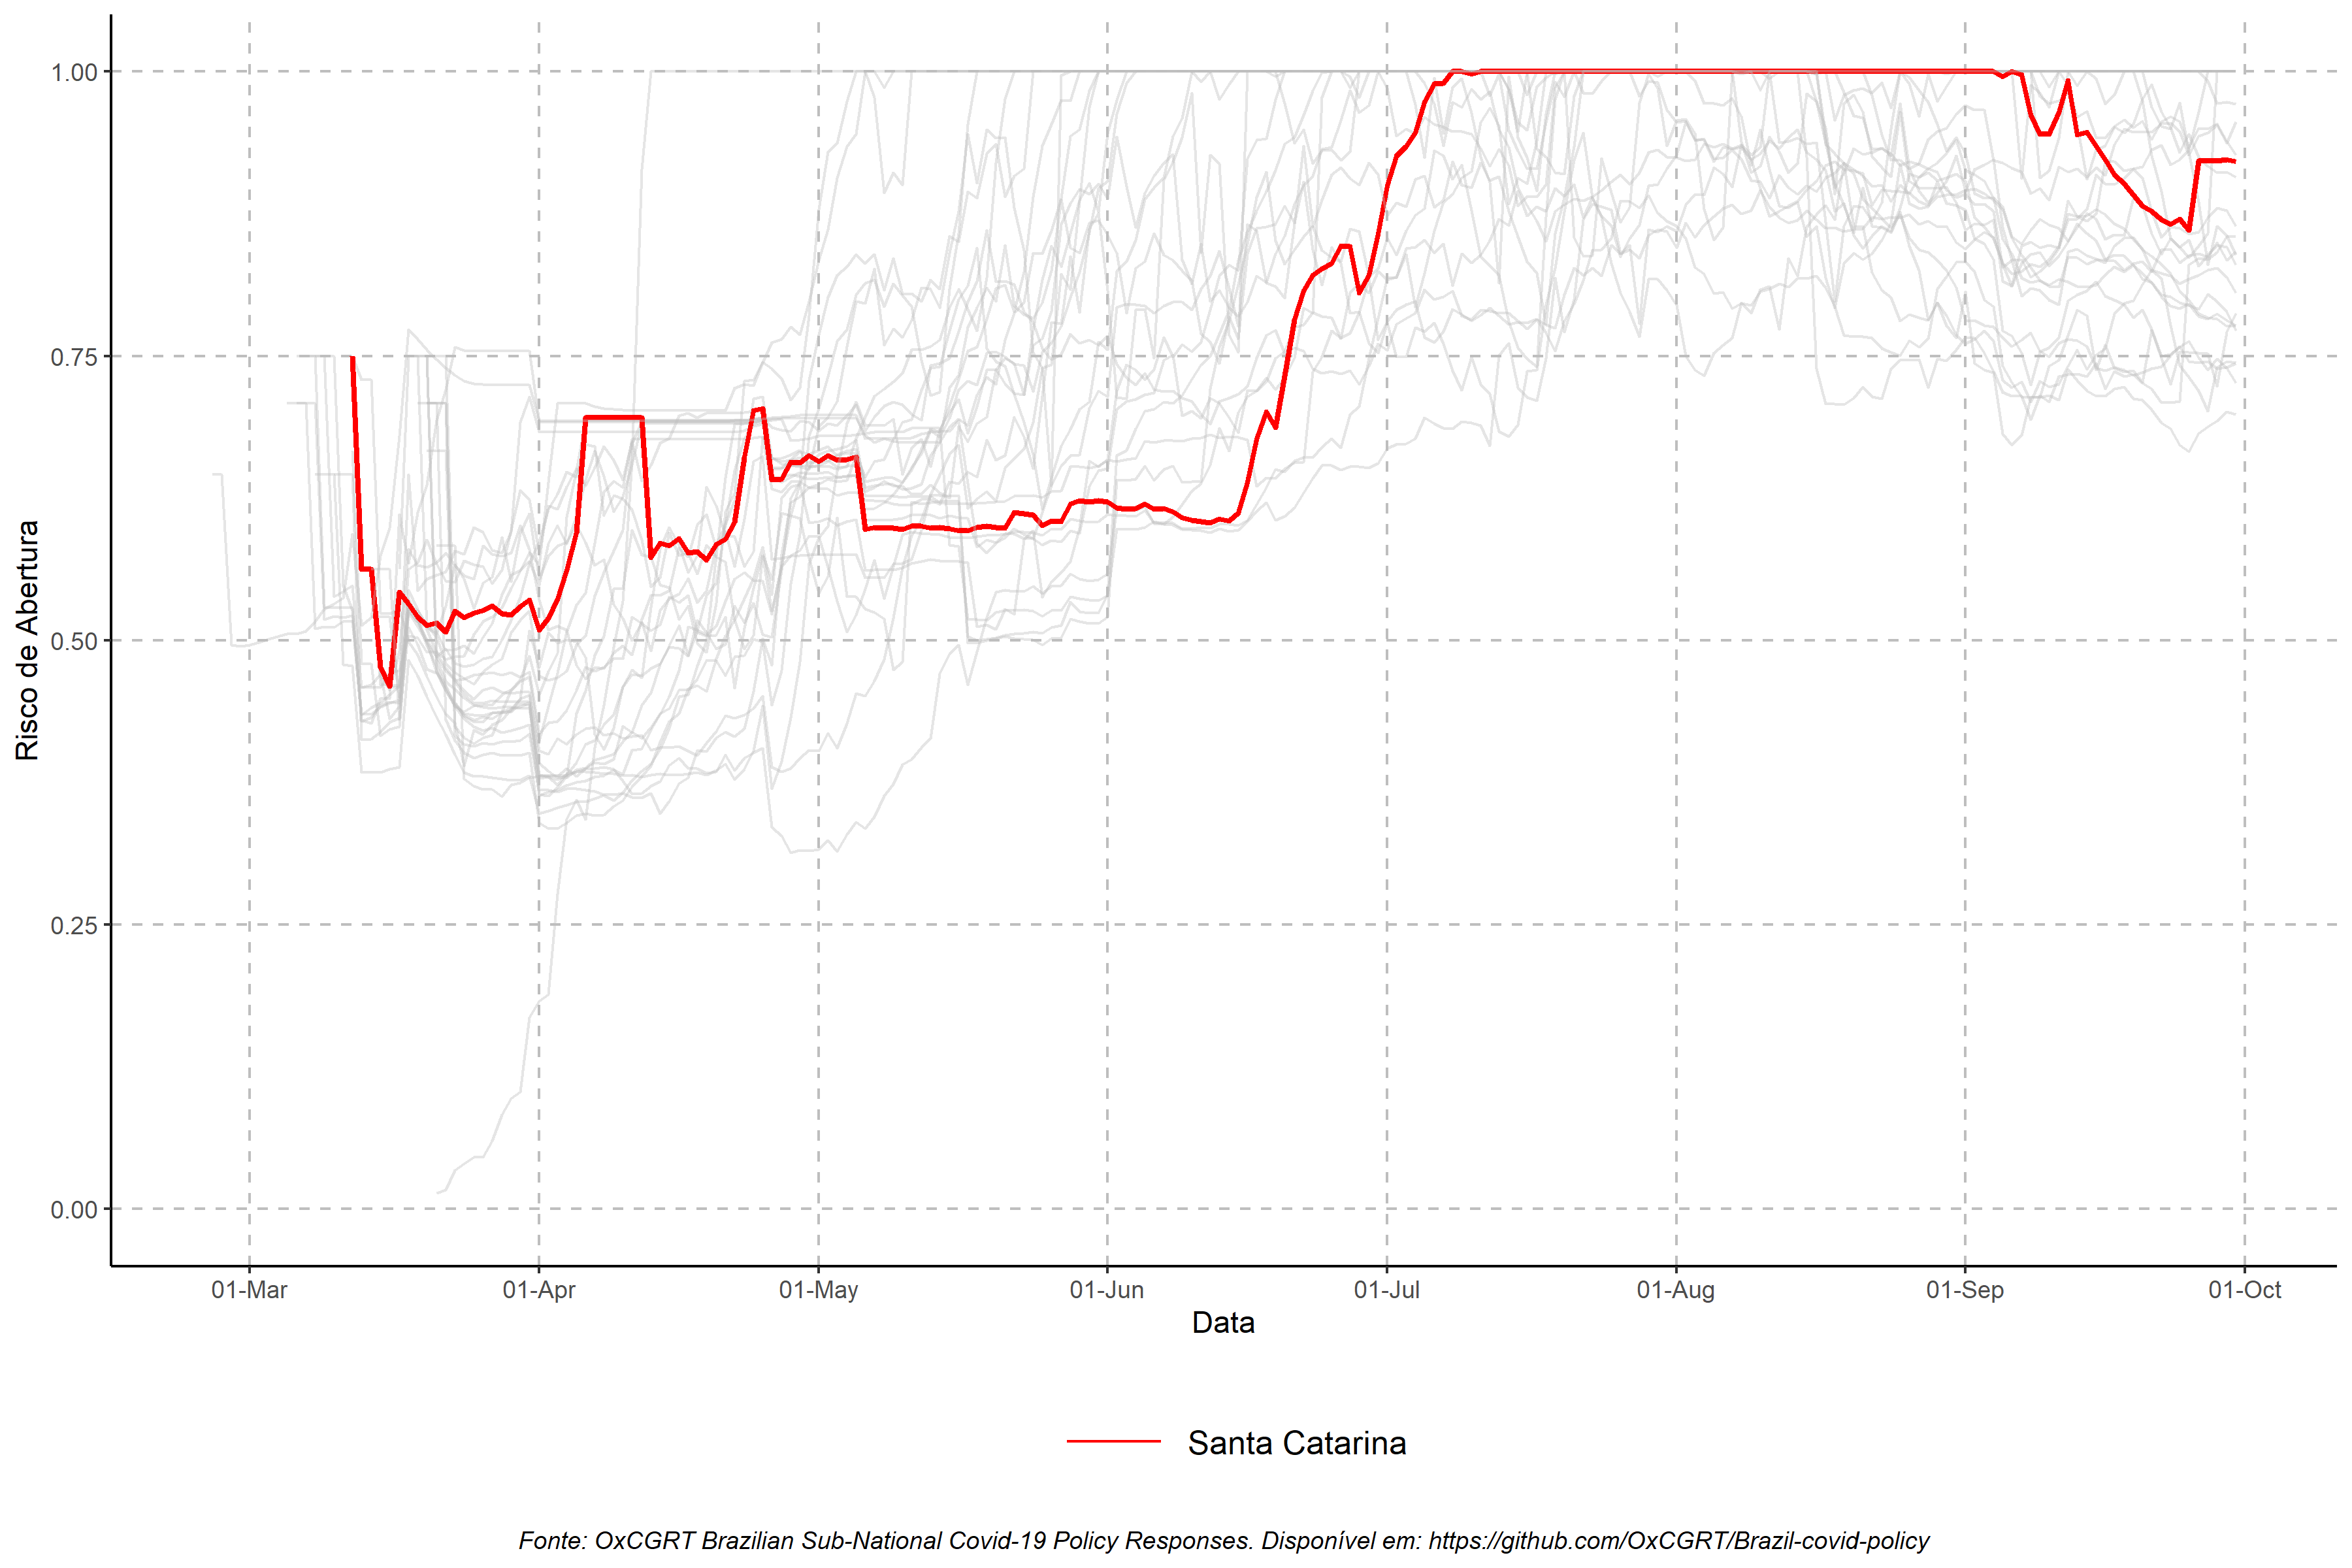 Risco de Abertura
1.00
0.75
0.50
0.25
0.00
01-Mar
01-Apr
01-May
01-Jun
01-Jul
01-Aug
01-Sep
01-Oct
Data
Santa Catarina
Fonte: OxCGRT Brazilian Sub-National Covid-19 Policy Responses. Disponível em: https://github.com/OxCGRT/Brazil-covid-policy